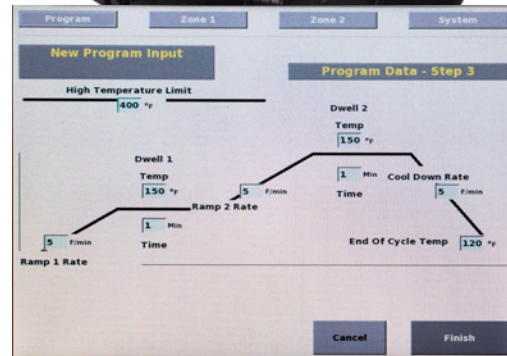 Program Zone 1 Zone 2 System
New Program Input
Program Data - Step 3
High Temperature Limit
400 °F
Dwell 2
Temp
150 °F
Dwell 1
Temp
150 °F
1 Min
Time
Cool Down Rate
5 F/min
5 F/min
Ramp 2 Rate
1 Min
Time
5 F/min
Ramp 1 Rate
End Of Cycle Temp 120 °F
Cancel Finish